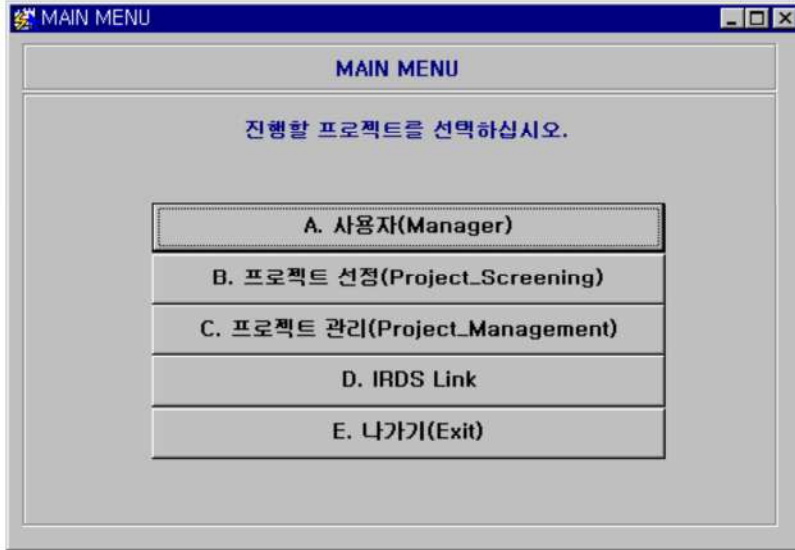 MAIN MENU
MAIN MENU
진행할 프로젝트를 선택하십시오.
A. 사용자(Manager)
B. 프로젝트 선정(Project_Screening)
C. 프로젝트 관리(Project_Management)
D. IRDS Link
E. 나가기(Exit)